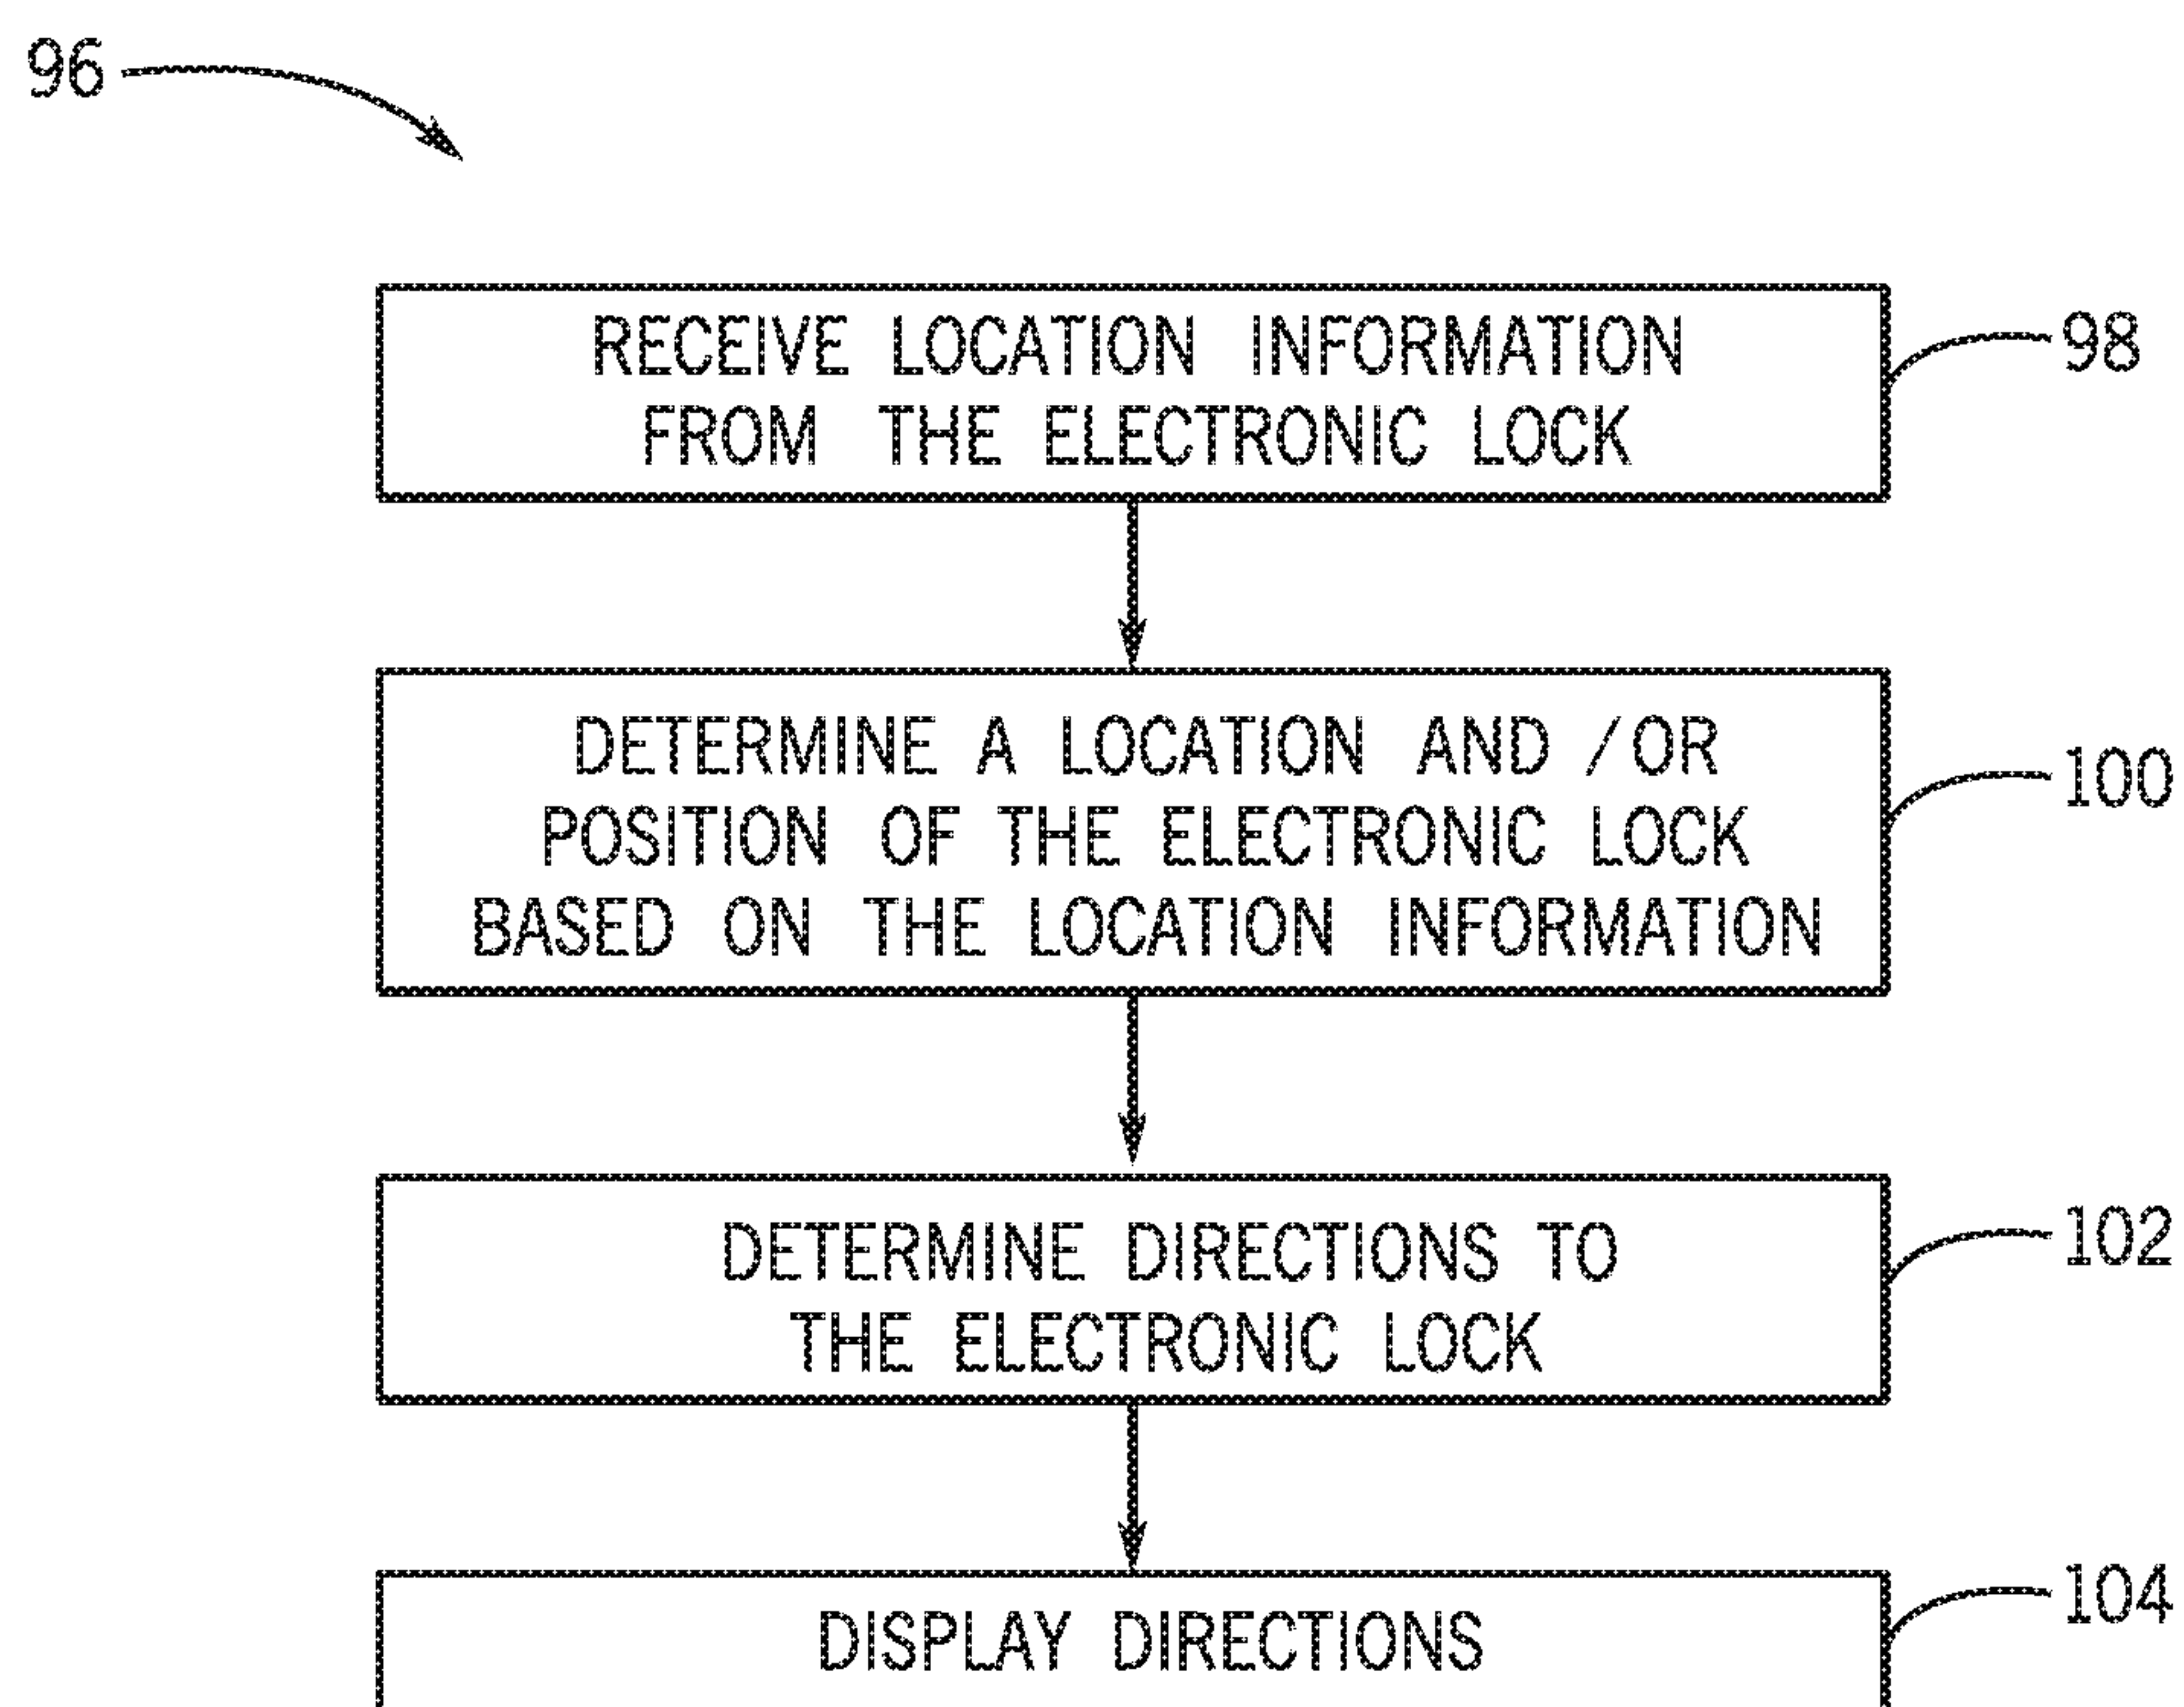 96
RECEIVE LOCATION INFORMATION
FROM THE ELECTRONIC LOCK
98
DETERMINE A LOCATION AND /OR
POSITION OF THE ELECTRONIC LOCK
BASED ON THE LOCATION INFORMATION
100
DETERMINE DIRECTIONS TO
THE ELECTRONIC LOCK
102
DISPLAY DIRECTIONS
104